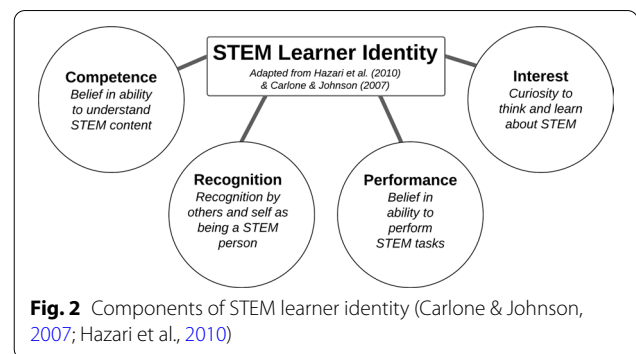 STEM Learner Identity
Adapted from Hazari et al. (2010)
& Carlone & Johnson (2007)
Competence
Belief in ability
to understand
STEM content
Recognition
Recognition by
others and self as
being a STEM
person
Performance
Belief in
ability to
perform
STEM tasks
Interest
Curiosity to
think and learn
about STEM
Fig. 2 Components of STEM learner identity (Carlone & Johnson,
2007; Hazari et al., 2010)